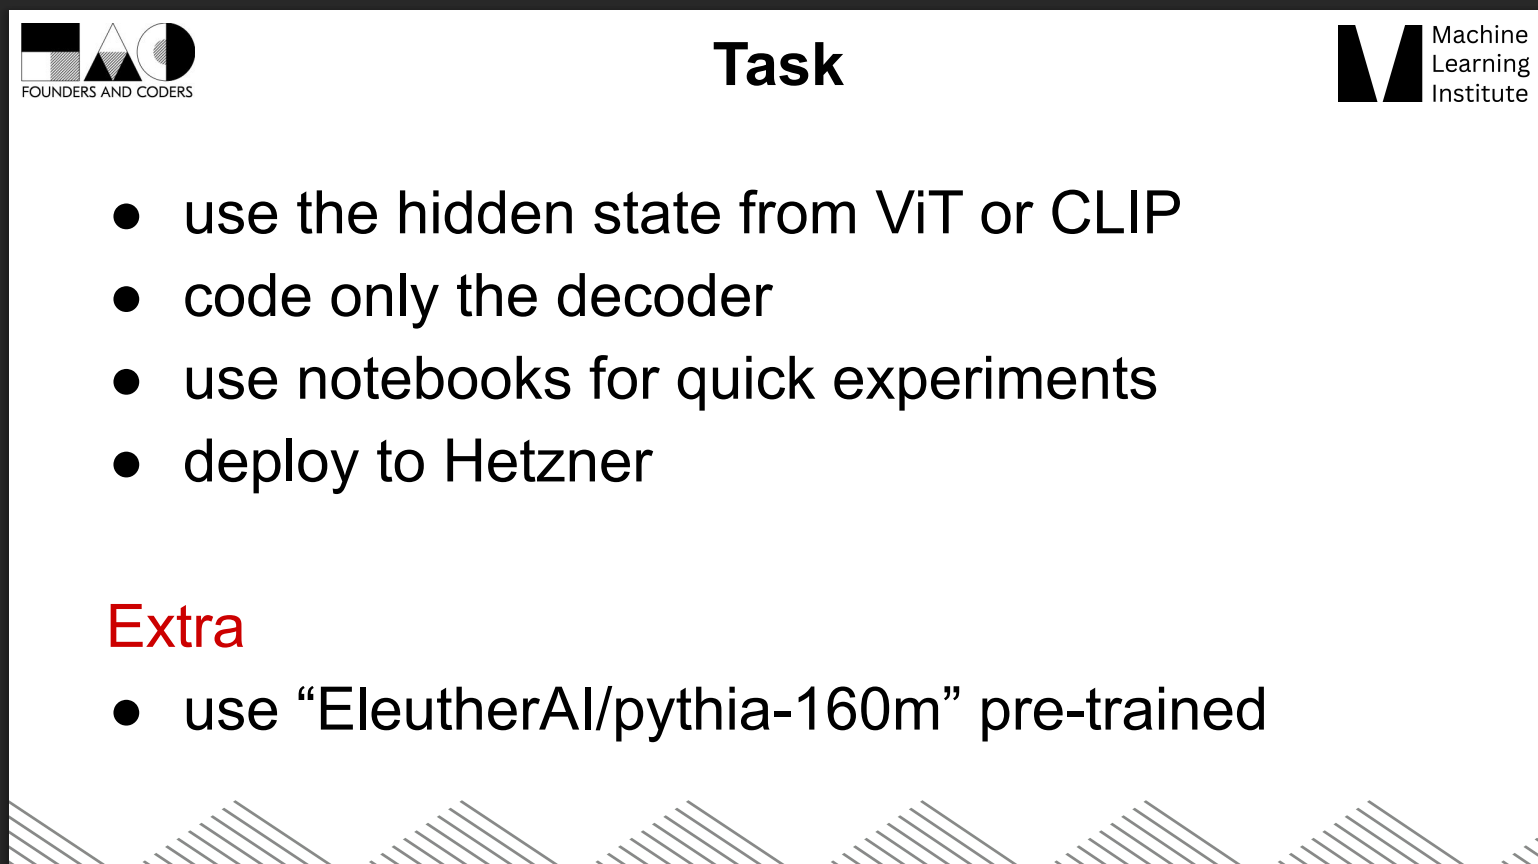 FOUNDERS AND CODERS
Task
Machine
Learning
Institute
● use the hidden state from ViT or CLIP
● code only the decoder
● use notebooks for quick experiments
● deploy to Hetzner
Extra
● use “EleutherAI/pythia-160m” pre-trained